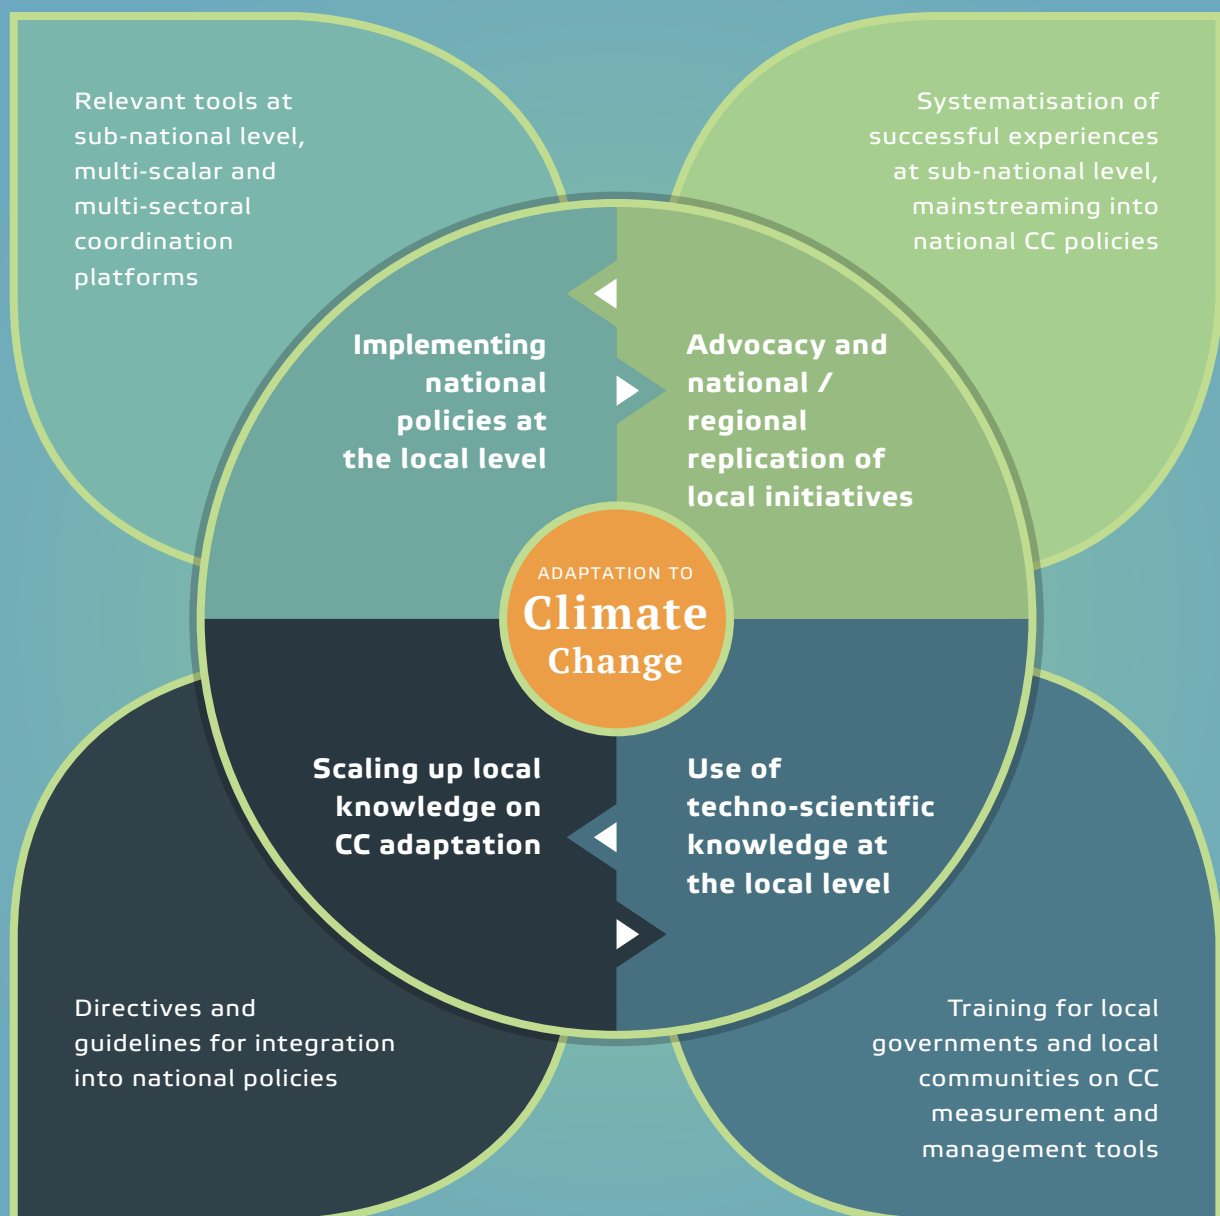 Relevant tools at
sub-national level,
multi-scalar and
multi-sectoral
coordination
platforms
Systematisation of
successful experiences
at sub-national level,
mainstreaming into
national CC policies
Implementing
national
policies at
the local level
Advocacy and
national /
regional
replication of
local initiatives
ADAPTATION TO
Climate
Change
Scaling up local
knowledge on
CC adaptation
Use of
techno-scientific
knowledge at
the local level
Directives and
guidelines for integration
into national policies
Training for local
governments and local
communities on CC
measurement and
management tools